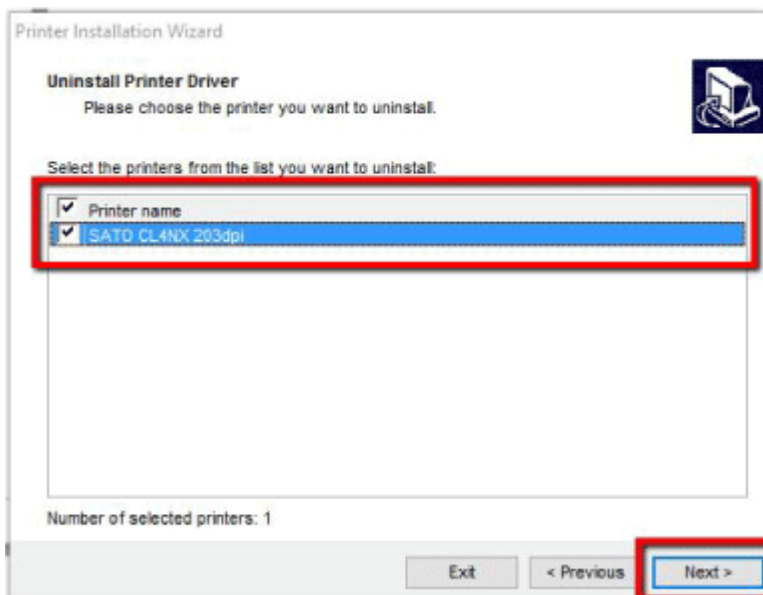 Printer Installation Wizard
Uninstall Printer Driver
Please choose the printer you want to uninstall.
Select the printers from the list you want to uninstall:
Printer name
SATO CL4NX 203dpi
Number of selected printers: 1
Exit
< Previous
Next >